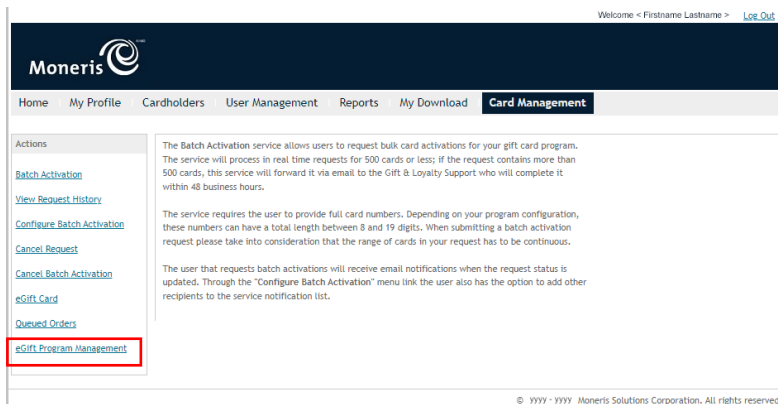 Welcome < Firstname Lastname > Log Out
Moneris
Home My Profile Cardholders User Management Reports My Download Card Management
Actions
Batch Activation
View Request History
Configure Batch Activation
Cancel Request
Cancel Batch Activation
eGift Card
Queued Orders
eGift Program Management
The Batch Activation service allows users to request bulk card activations for your gift card program.
The service will process in real time requests for 500 cards or less; if the request contains more than
500 cards, this service will forward it via email to the Gift & Loyalty Support who will complete it
within 48 business hours.
The service requires the user to provide full card numbers. Depending on your program configuration,
these numbers can have a total length between 8 and 19 digits. When submitting a batch activation
request please take into consideration that the range of cards in your request has to be continuous.
The user that requests batch activations will receive email notifications when the request status is
updated. Through the "Configure Batch Activation" menu link the user also has the option to add other
recipients to the service notification list.
© yyyy - yyyy Moneris Solutions Corporation. All rights reserved